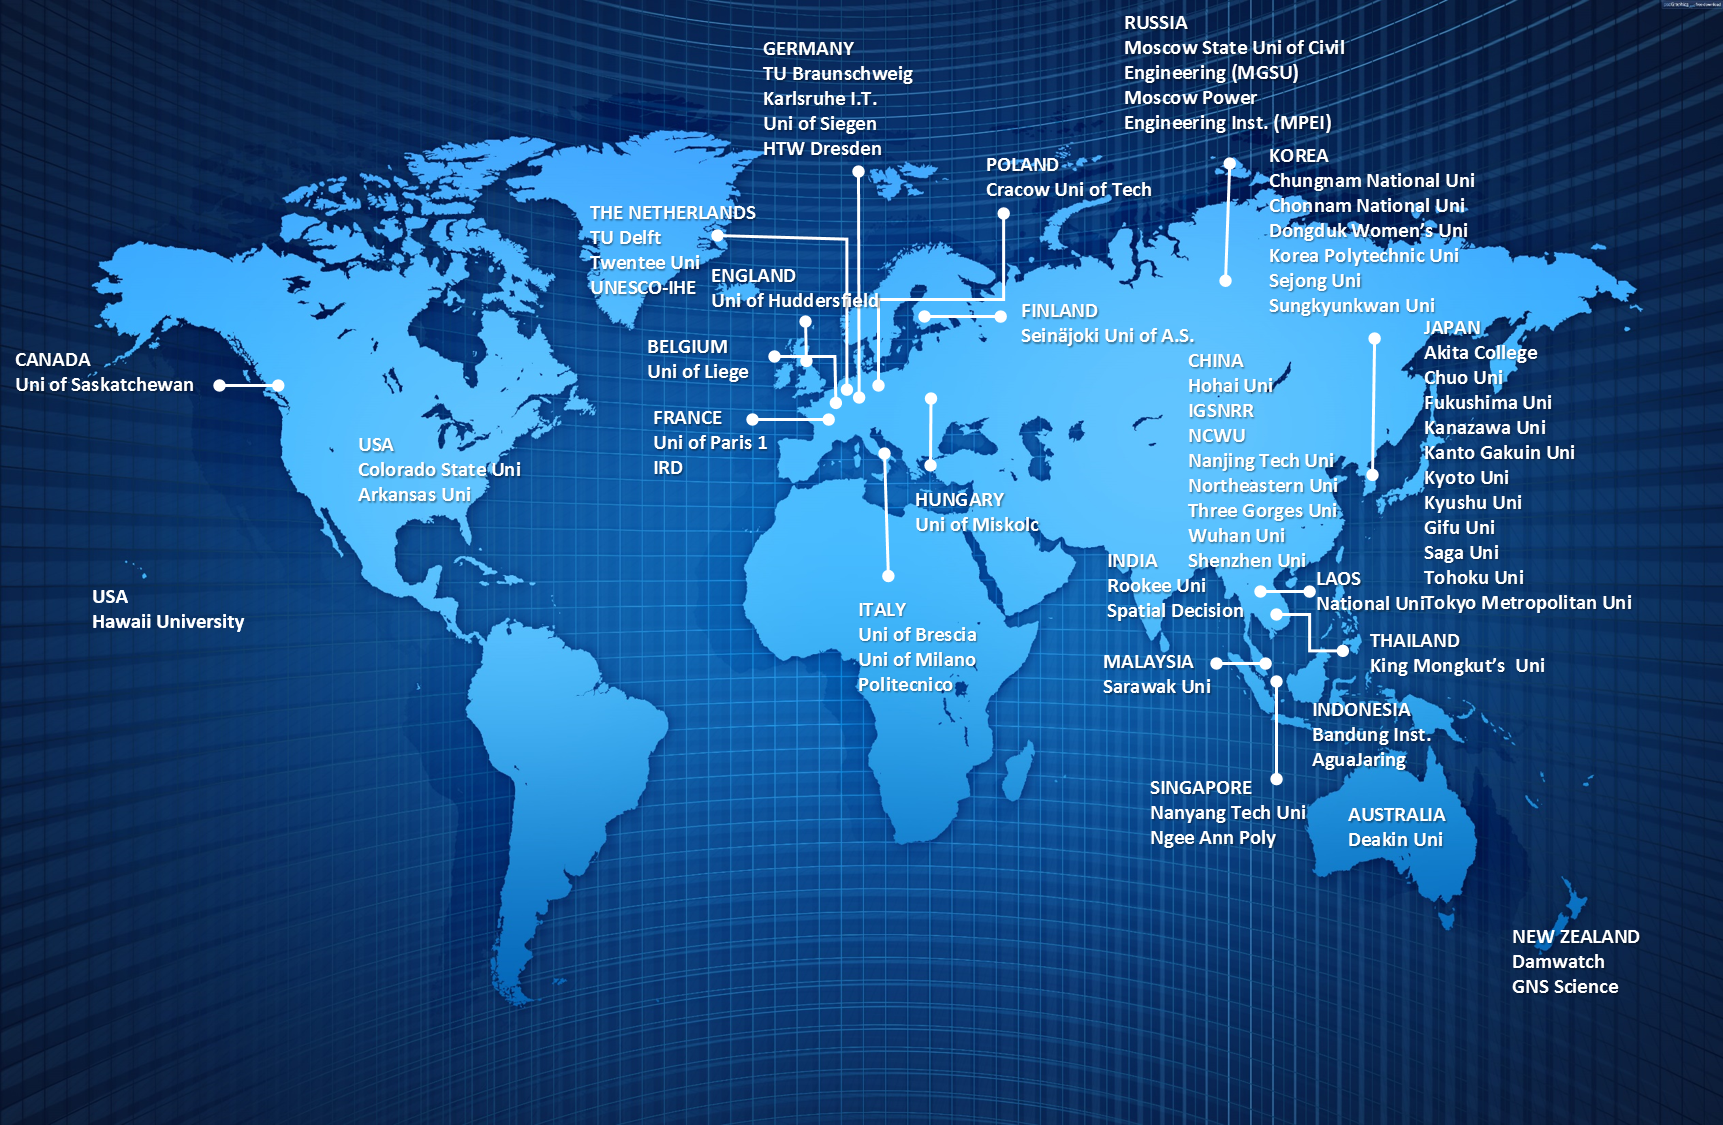 RUSSIA
Moscow State Uni of Civil
Engineering (MGSU)
Moscow Power
Engineering Inst. (MPEI)
GERMANY
TU Braunschweig
Karlsruhe I.T.
Uni of Siegen
HTW Dresden
POLAND
Cracow Uni of Tech
KOREA
Chungnam National Uni
Chonnam National Uni
Dongduk Women's Uni
Korea Polytechnic Uni
Sejong Uni
Sungkyunkwan Uni
THE NETHERLANDS
TU Delft
Twentee Uni
UNESCO-IHE
ENGLAND
Uni of Huddersfield
FINLAND
Seinäjoki Uni of A.S.
JAPAN
Akita College
Chuo Uni
Fukushima Uni
Kanazawa Uni
Kanto Gakuin Uni
Kyoto Uni
Kyushu Uni
Gifu Uni
Saga Uni
Tohoku Uni
Tokyo Metropolitan Uni
BELGIUM
Uni of Liege
CANADA
Uni of Saskatchewan
CHINA
Hohai Uni
IGSNRR
NCWU
Nanjing Tech Uni
Northeastern Uni
Three Gorges Uni
Wuhan Uni
Shenzhen Uni
FRANCE
Uni of Paris 1
IRD
USA
Colorado State Uni
Arkansas Uni
HUNGARY
Uni of Miskolc
INDIA
Rookee Uni
Spatial Decision
LAOS
National Uni
USA
Hawaii University
ITALY
Uni of Brescia
Uni of Milano
Politecnico
THAILAND
King Mongkut's  Uni
MALAYSIA
Sarawak Uni
INDONESIA
Bandung Inst.
AguaJaring
SINGAPORE
Nanyang Tech Uni
Ngee Ann Poly
AUSTRALIA
Deakin Uni
NEW ZEALAND
Damwatch
GNS Science